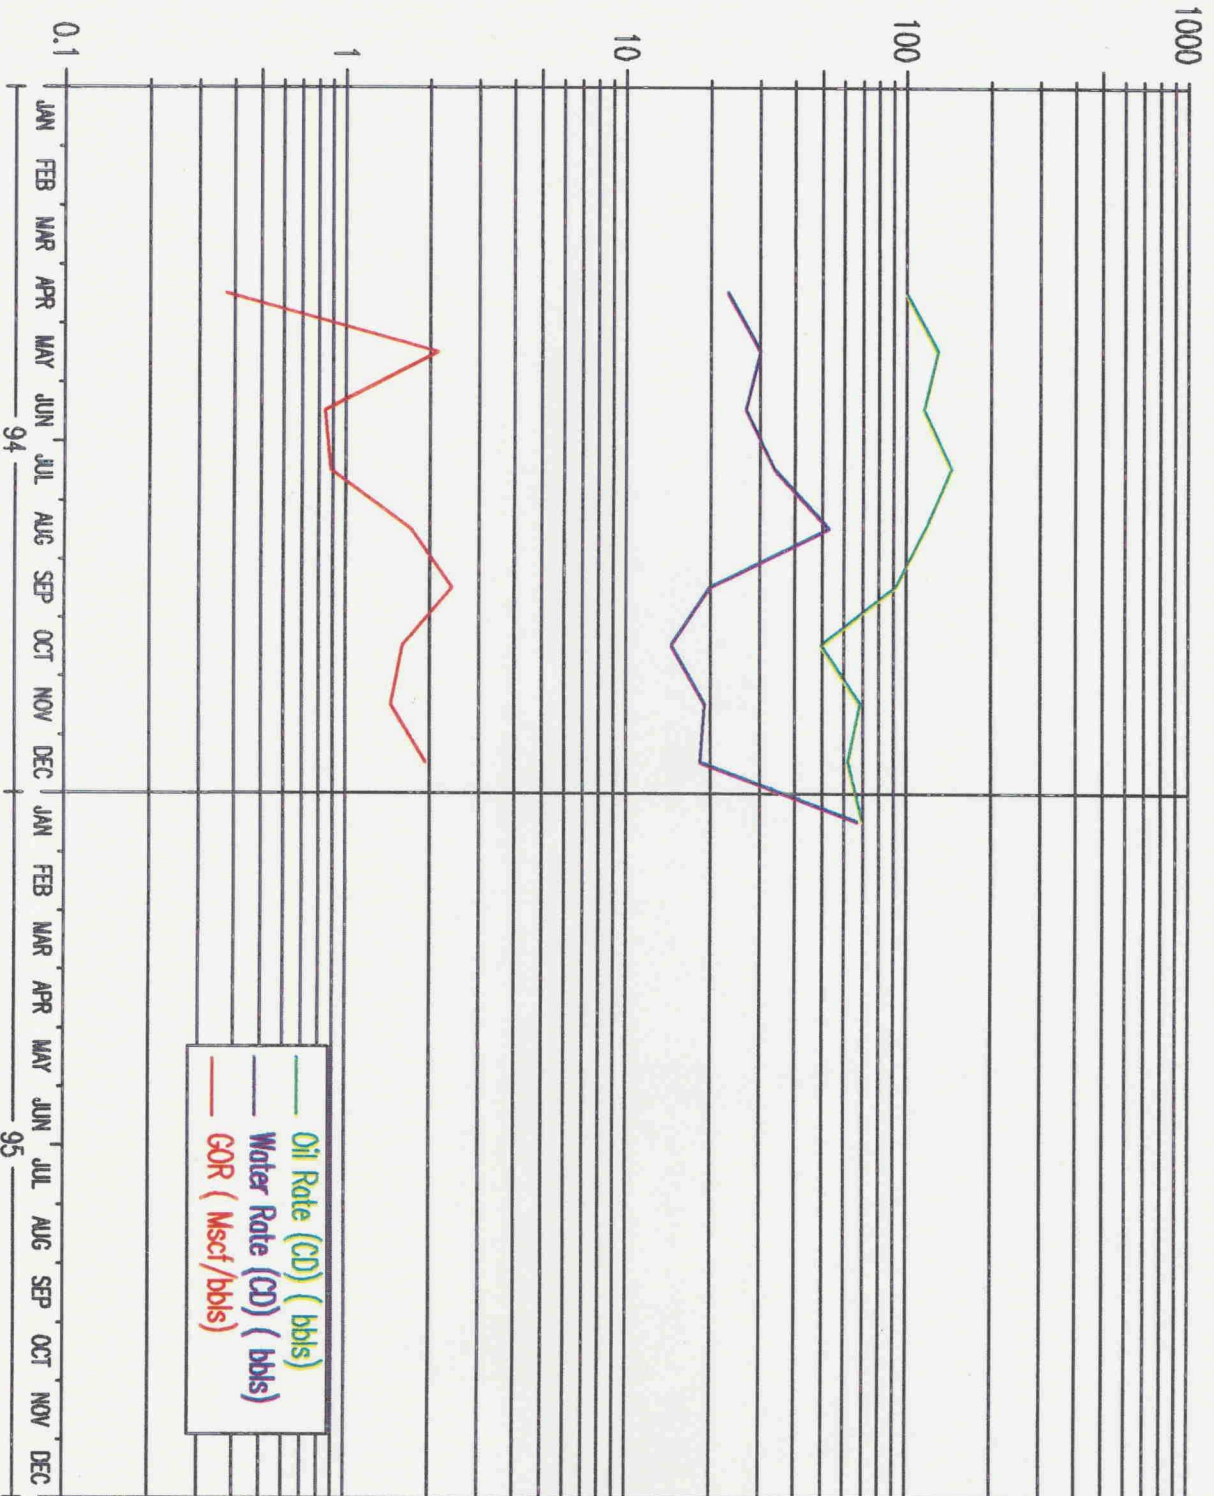 1000
100
10
1
0.1
JAN FEB MAR APR MAY JUN JUL AUG SEP OCT NOV DEC JAN FEB MAR APR MAY JUN JUL AUG SEP OCT NOV DEC
94 95
Oil Rate (CD) ( bbls)
Water Rate (CD) ( bbls)
GOR ( Mscf/bbls)